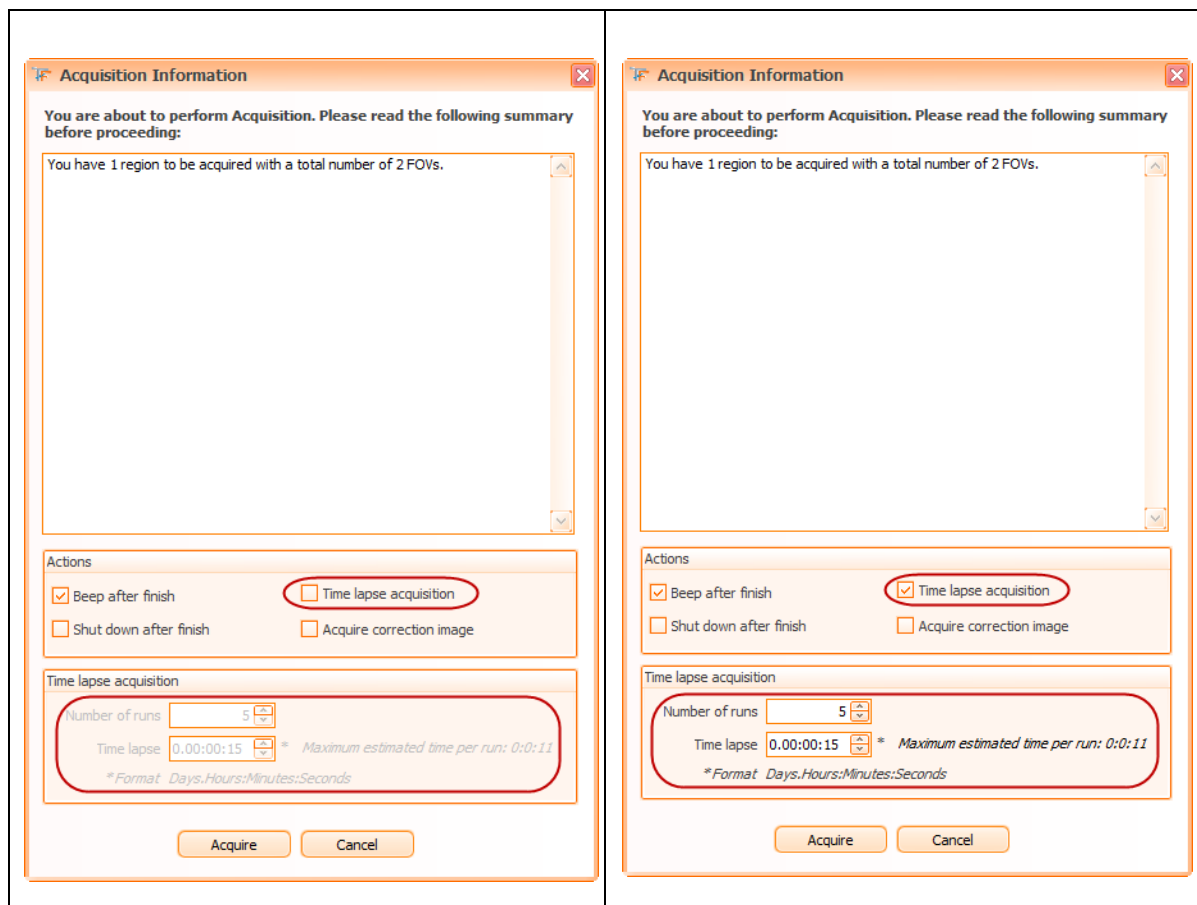 Acquisition Information
You are about to perform Acquisition. Please read the following summary
before proceeding:
You have 1 region to be acquired with a total number of 2 FOVs.
Actions
Beep after finish
Time lapse acquisition
Shut down after finish
Acquire correction image
Time lapse acquisition
Number of runs 5
Time lapse 0.00:00:15 * Maximum estimated time per run: 0:0:11
*Format Days.Hours:Minutes:Seconds
Acquire
Cancel
Acquisition Information
You are about to perform Acquisition. Please read the following summary
before proceeding:
You have 1 region to be acquired with a total number of 2 FOVs.
Actions
Beep after finish
Time lapse acquisition
Shut down after finish
Acquire correction image
Time lapse acquisition
Number of runs 5
Time lapse 0.00:00:15 * Maximum estimated time per run: 0:0:11
*Format Days.Hours:Minutes:Seconds
Acquire
Cancel